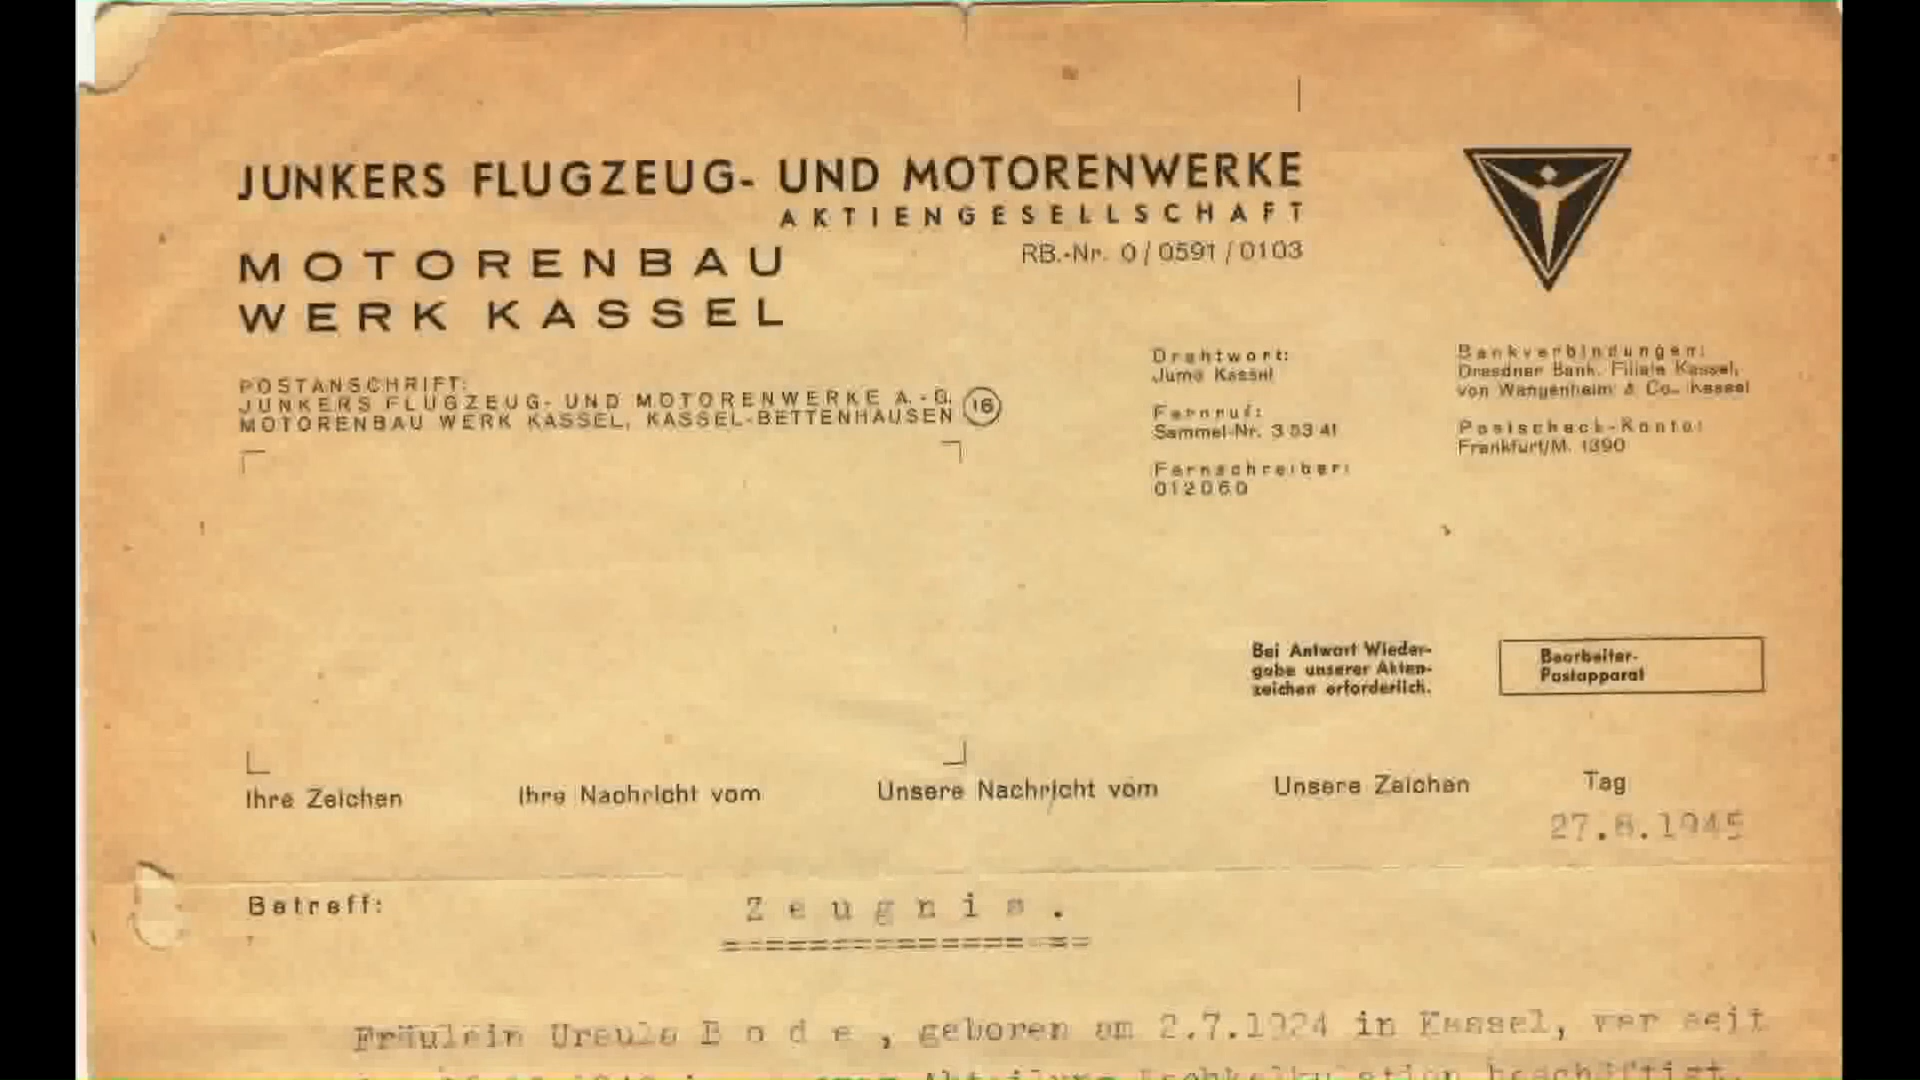 JUNKERS FLUGZEUG- UND MOTORENWERKE
AKTIENGESELLSCHAFT
RB.-Nr. 0/0591/0103
MOTORENBAU
WERK KASSEL
POSTANSCHRIFT:
JUNKERS FLUGZEUG- UND MOTORENWERKE A.-G.
MOTORENBAU WERK KASSEL, KASSEL-BETTENHAUSEN 16
Drahtwort:
Jumo Kassel
Fernruf:
Sammel-Nr. 3 53 41
Fernschreiber:
012060
Bankverbindungen:
Dresdner Bank, Filiale Kassel,
von Wangenheim & Co., Kassel
Postscheck-Konto:
Frankfurt/M. 1390
Bei Antwort Wieder-
gabe unserer Akten-
zeichen erforderlich.
Bearbeiter-
Postapparat
Ihre Zeichen Ihre Nachricht vom Unsere Nachricht vom Unsere Zeichen Tag
27.8.1945
Betreff: Zeugnis.
Fräulein Ursula Bode, geboren am 2.7.1924 in Kassel, war seit
Abteilung beschäftigt.